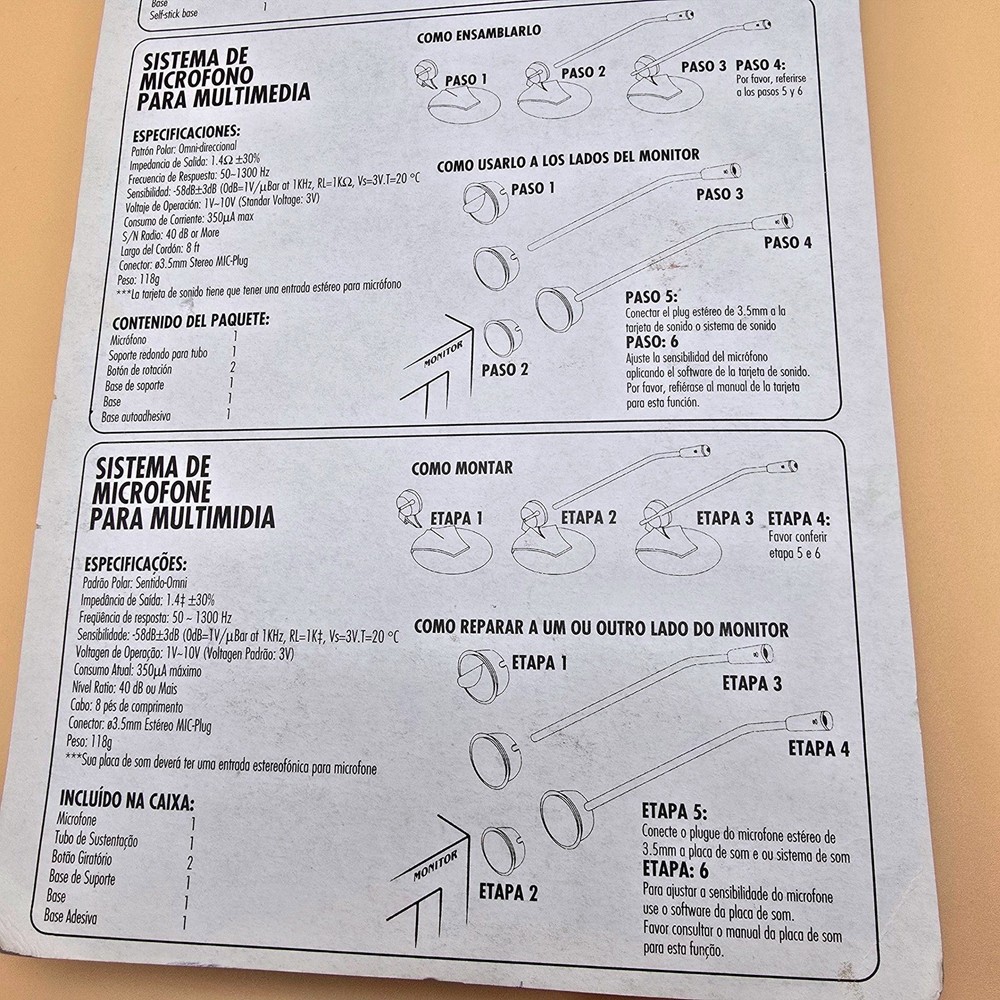 Base
Self-stick base 1
SISTEMA DE
MICROFONO
PARA MULTIMEDIA
ESPECIFICACIONES:
Patrón Polar: Omni-direccional
Impedancia de Salida: 1.4Ω ±30%
Frecuencia de Respuesta: 50~1300 Hz
Sensibilidad: -58dB±3dB (0dB=1V/μBar at 1KHz, RL=1KΩ, Vs=3V.T=20 °C
Voltaje de Operación: 1V~10V (Standar Voltage: 3V)
Consumo de Corriente: 350μA max
S/N Radio: 40 dB or More
Largo del Cordón: 8 ft
Conector: ø3.5mm Stereo MIC-Plug
Peso: 118g
***La tarjeta de sonido tiene que tener una entrada estéreo para micrófono
CONTENIDO DEL PAQUETE:
Micrófono 1
Soporte redondo para tubo 1
Botón de rotación 2
Base de soporte 1
Base 1
Base autoadhesiva 1
COMO ENSAMBLARLO
PASO 1
PASO 2
PASO 3
PASO 4:
Por favor, referirse
a los pasos 5 y 6
COMO USARLO A LOS LADOS DEL MONITOR
PASO 1
PASO 3
PASO 4
MONITOR
PASO 2
PASO 5:
Conectar el plug estéreo de 3.5mm a la
tarjeta de sonido o sistema de sonido
PASO: 6
Ajuste la sensibilidad del micrófono
aplicando el software de la tarjeta de sonido.
Por favor, refiérase al manual de la tarjeta
para esta función.
SISTEMA DE
MICROFONE
PARA MULTIMIDIA
ESPECIFICAÇÕES:
Padrão Polar: Sentido-Omni
Impedância de Saída: 1.4‡ ±30%
Freqüência de resposta: 50 ~ 1300 Hz
Sensibilidade: -58dB±3dB (0dB=1V/μBar at 1KHz, RL=1K‡, Vs=3V.T=20 °C
Voltagen de Operação: 1V~10V (Voltagen Padrão: 3V)
Consumo Atual: 350μA máximo
Nível Ratio: 40 dB ou Mais
Cabo: 8 pés de comprimento
Conector: ø3.5mm Estéreo MIC-Plug
Peso: 118g
***Sua placa de som deverá ter uma entrada estereofónica para microfone
INCLUÍDO NA CAIXA:
Microfone 1
Tubo de Sustentação 1
Botão Giratório 2
Base de Suporte 1
Base 1
Base Adesiva 1
COMO MONTAR
ETAPA 1
ETAPA 2
ETAPA 3
ETAPA 4:
Favor conferir
etapa 5 e 6
COMO REPARAR A UM OU OUTRO LADO DO MONITOR
ETAPA 1
ETAPA 3
ETAPA 4
MONITOR
ETAPA 2
ETAPA 5:
Conecte o plugue do microfone estéreo de
3.5mm a placa de som e ou sistema de som
ETAPA: 6
Para ajustar a sensibilidade do microfone
use o software da placa de som.
Favor consultar o manual da placa de som
para esta função.